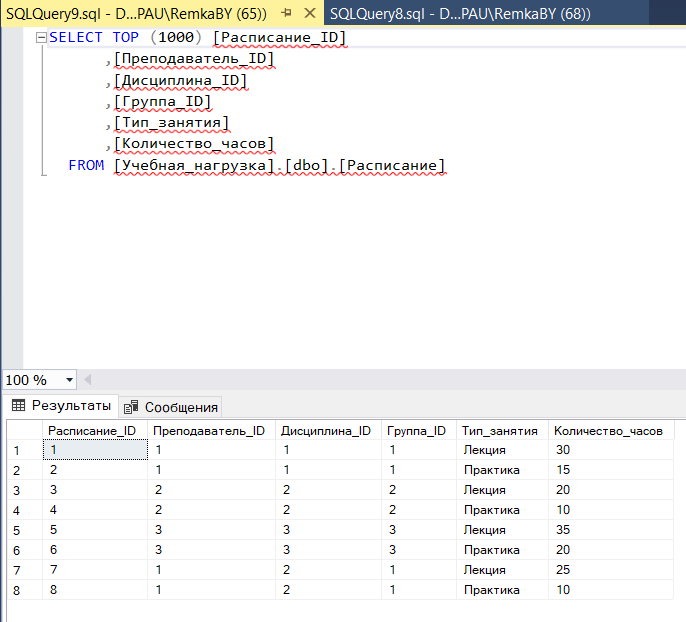 SQLQuery9.sql - D...PAU\RemkaBY (65)) SQLQuery8.sql - D...PAU\RemkaBY (68))
SELECT TOP (1000) [Расписание_ID]
,[Преподаватель_ID]
,[Дисциплина_ID]
,[Группа_ID]
,[Тип_занятия]
,[Количество_часов]
FROM [Учебная_нагрузка].[dbo].[Расписание]
100 %
Результаты Сообщения
Расписание_ID Преподаватель_ID Дисциплина_ID Группа_ID Тип_занятия Количество_часов
1 1 1 1 1 Лекция 30
2 2 1 1 1 Практика 15
3 3 2 2 2 Лекция 20
4 4 2 2 2 Практика 10
5 5 3 3 3 Лекция 35
6 6 3 3 3 Практика 20
7 7 1 2 1 Лекция 25
8 8 1 2 1 Практика 10